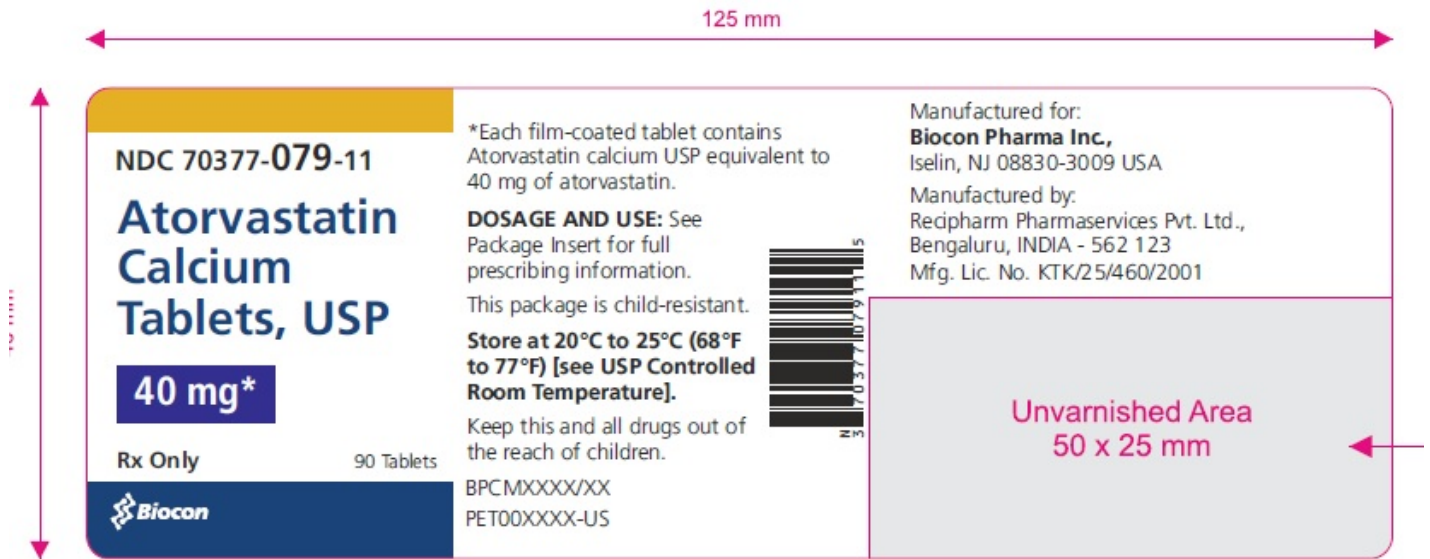 125 mm
NDC 70377-079-11
Atorvastatin
Calcium
Tablets, USP
40 mg*
Rx Only
90 Tablets
Biocon
*Each film-coated tablet contains
Atorvastatin calcium USP equivalent to
40 mg of atorvastatin.
DOSAGE AND USE: See
Package Insert for full
prescribing information.
This package is child-resistant.
Store at 20°C to 25°C (68°F
to 77°F) [see USP Controlled
Room Temperature].
Keep this and all drugs out of
the reach of children.
BPCMXXXX/XX
PET00XXXX-US
N
3 70377 07911 5
Manufactured for:
Biocon Pharma Inc.,
Iselin, NJ 08830-3009 USA
Manufactured by:
Recipharm Pharmaservices Pvt. Ltd.,
Bengaluru, INDIA - 562 123
Mfg. Lic. No. KTK/25/460/2001
Unvarnished Area
50 x 25 mm